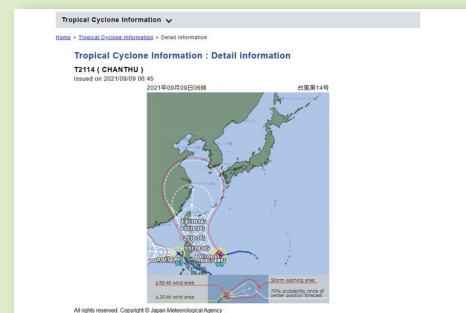 Tropical Cyclone Information
Home > Tropical Cyclone Information > Detail information
Tropical Cyclone Information : Detail information
T2114 ( CHANTHU )
Issued on 2021/09/09 06:45
2021年09月09日06時 台風第14号
≥50-kt wind area
≥30-kt wind area
Storm warning area
70% probability circle of
center position forecast
All rights reserved. Copyright © Japan Meteorological Agency